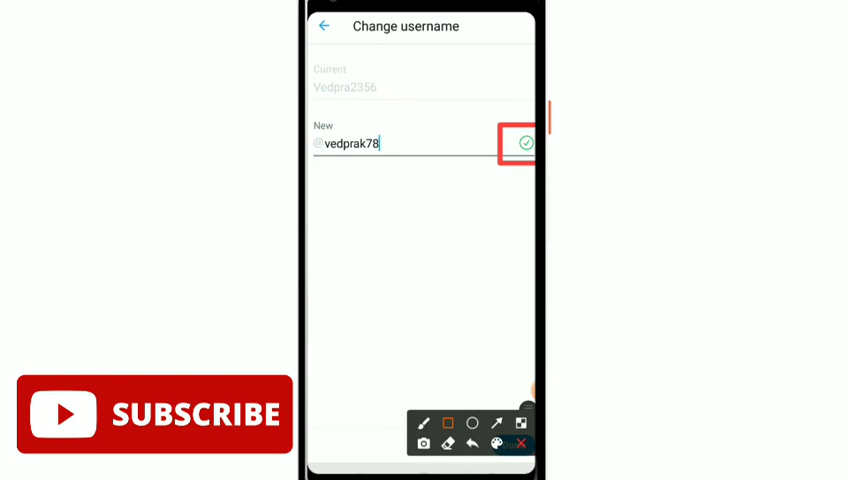 Change username
Current
Vedpra2356
New
@vedprak78
SUBSCRIBE